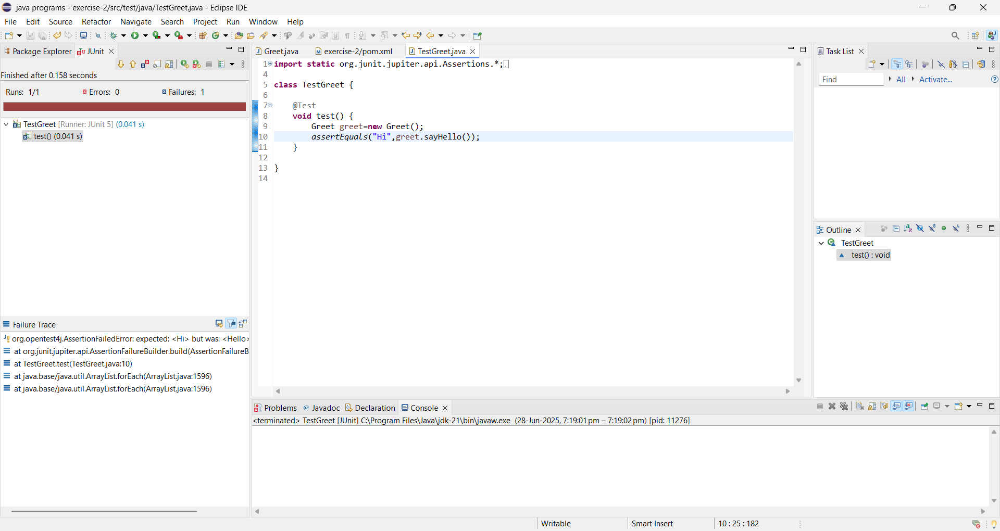 java programs - exercise-2/src/test/java/TestGreet.java - Eclipse IDE
File Edit Source Refactor Navigate Search Project Run Window Help
Package Explorer JUnit
Finished after 0.158 seconds
Runs: 1/1 Errors: 0 Failures: 1
TestGreet [Runner: JUnit 5] (0.041 s)
test() (0.041 s)
Failure Trace
org.opentest4j.AssertionFailedError: expected: <Hi> but was: <Hello>
at org.junit.jupiter.api.AssertionFailureBuilder.build(AssertionFailureB
at TestGreet.test(TestGreet.java:10)
at java.base/java.util.ArrayList.forEach(ArrayList.java:1596)
at java.base/java.util.ArrayList.forEach(ArrayList.java:1596)
Greet.java exercise-2/pom.xml TestGreet.java
1 import static org.junit.jupiter.api.Assertions.*;
4
5 class TestGreet {
6
7 @Test
8 void test() {
9 Greet greet=new Greet();
10 assertEquals("Hi",greet.sayHello());
11 }
12
13 }
14
Task List
Find All Activate...
Outline
TestGreet
test() : void
Problems Javadoc Declaration Console
<terminated> TestGreet [JUnit] C:\Program Files\Java\jdk-21\bin\javaw.exe (28-Jun-2025, 7:19:01 pm – 7:19:02 pm) [pid: 11276]
Writable Smart Insert 10 : 25 : 182